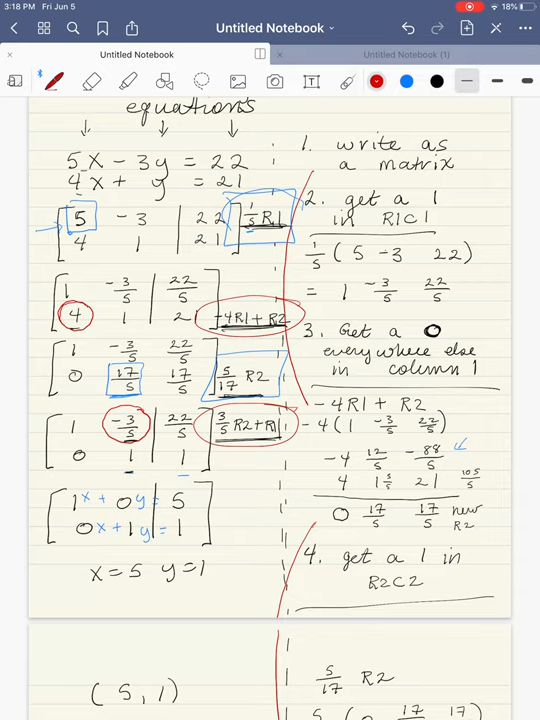 3:18 PM Fri Jun 5
18%
Untitled Notebook
Untitled Notebook
Untitled Notebook (1)
equations
5x - 3y = 22
4x + y = 21
5 -3 | 22 1/5 R1
4 1 | 21
1 -3/5 | 22/5
4 1 | 21 -4R1 + R2
1 -3/5 | 22/5
0 17/5 | 17/5 5/17 R2
1 -3/5 | 22/5 3/5 R2 + R1
0 1 | 1
1x + 0y = 5
0x + 1y = 1
x = 5 y = 1
(5, 1)
1. write as
a matrix
2. get a 1
in R1C1
1/5 ( 5 -3 22 )
= 1 -3/5 22/5
3. Get a 0
everywhere else
in column 1
-4R1 + R2
-4 ( 1 -3/5 22/5 )
-4 12/5 -88/5
4 1 5/5 21 105/5
0 17/5 17/5 new R2
4. get a 1 in
R2C2
5/17 R2
5 ( 0 17 17 )